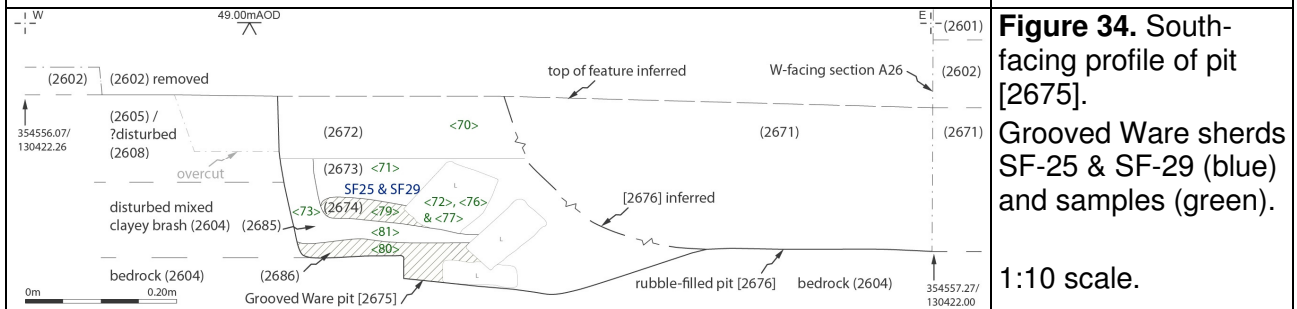 W
49.00mAOD
E
(2601)
(2602)
(2602) removed
top of feature inferred
W-facing section A26
(2602)
(2605) /
?disturbed
(2608)
354556.07/
130422.26
(2672)
<70>
(2671)
(2671)
overcut
(2673)
<71>
SF25 & SF29
<72>, <76>
& <77>
L
[2676] inferred
disturbed mixed
clayey brash (2604)
(2685)
<73>
(2674)
<79>
<81>
L
<80>
bedrock (2604)
(2686)
L
0m
0.20m
Grooved Ware pit [2675]
rubble-filled pit [2676]
bedrock (2604)
354557.27/
130422.00
Figure 34. South-
facing profile of pit
[2675].
Grooved Ware sherds
SF-25 & SF-29 (blue)
and samples (green).
1:10 scale.